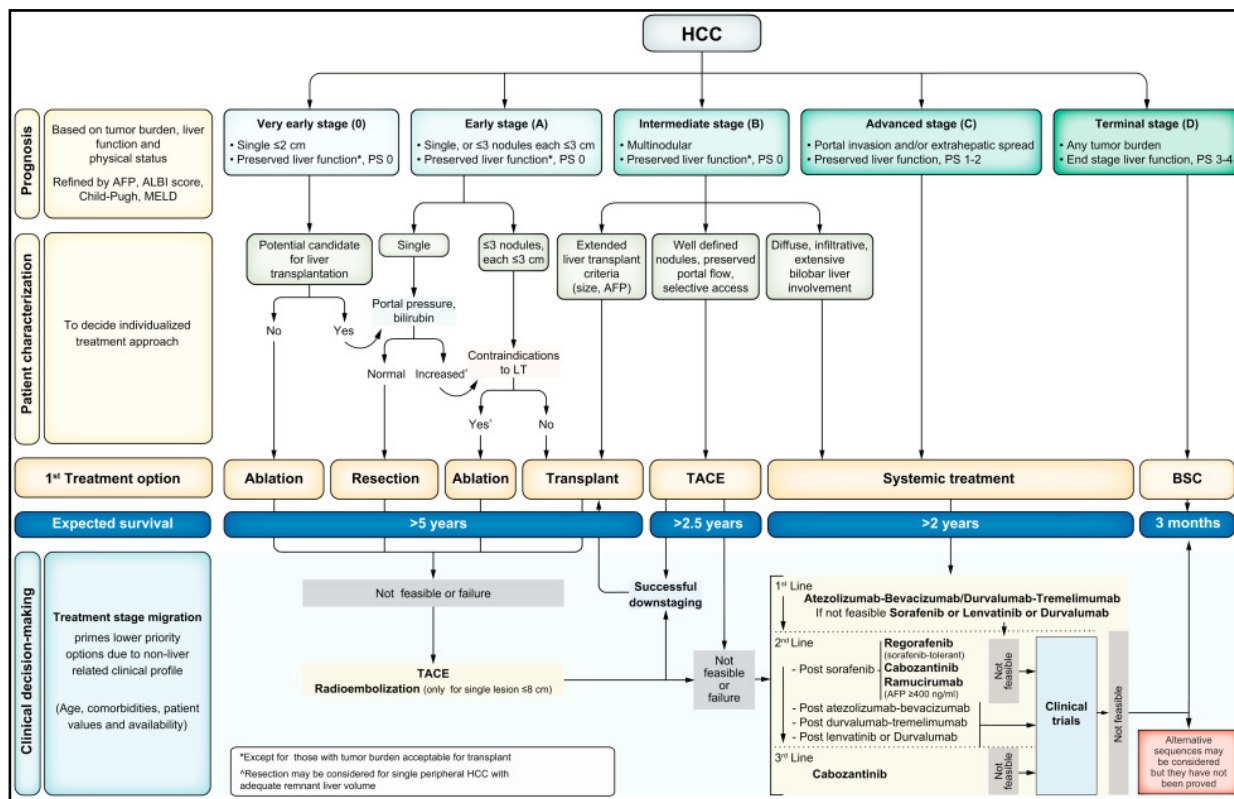 HCC
Prognosis
Based on tumor burden, liver
function and
physical status
Refined by AFP, ALBI score,
Child-Pugh, MELD
Very early stage (0)
• Single ≤2 cm
• Preserved liver function*, PS 0
Early stage (A)
• Single, or ≤3 nodules each ≤3 cm
• Preserved liver function*, PS 0
Intermediate stage (B)
• Multinodular
• Preserved liver function*, PS 0
Advanced stage (C)
• Portal invasion and/or extrahepatic spread
• Preserved liver function, PS 1-2
Terminal stage (D)
• Any tumor burden
• End stage liver function, PS 3-4
Patient characterization
To decide individualized
treatment approach
Potential candidate
for liver
transplantation
Single
≤3 nodules,
each ≤3 cm
Extended
liver transplant
criteria
(size, AFP)
Well defined
nodules, preserved
portal flow,
selective access
Diffuse, infiltrative,
extensive
bilobar liver
involvement
No
Yes
Portal pressure,
bilirubin
Normal
Increased^
Contraindications
to LT
Yes^
No
1st Treatment option
Ablation
Resection
Ablation
Transplant
TACE
Systemic treatment
BSC
Expected survival
>5 years
>2.5 years
>2 years
3 months
Clinical decision-making
Treatment stage migration
primes lower priority
options due to non-liver
related clinical profile
(Age, comorbidities, patient
values and availability)
Not feasible or failure
Successful
downstaging
TACE
Radioembolization (only for single lesion ≤8 cm)
Not
feasible
or
failure
1st Line
Atezolizumab-Bevacizumab/Durvalumab-Tremelimumab
If not feasible Sorafenib or Lenvatinib or Durvalumab
2nd Line
- Post sorafenib
Regorafenib
(sorafenib-tolerant)
Cabozantinib
Ramucirumab
(AFP ≥400 ng/ml)
Not
feasible
- Post atezolizumab-bevacizumab
- Post durvalumab-tremelimumab
- Post lenvatinib or Durvalumab
3rd Line
Cabozantinib
Not
feasible
Clinical
trials
Not feasible
Alternative
sequences may
be considered
but they have not
been proved
*Except for those with tumor burden acceptable for transplant
^Resection may be considered for single peripheral HCC with
adequate remnant liver volume